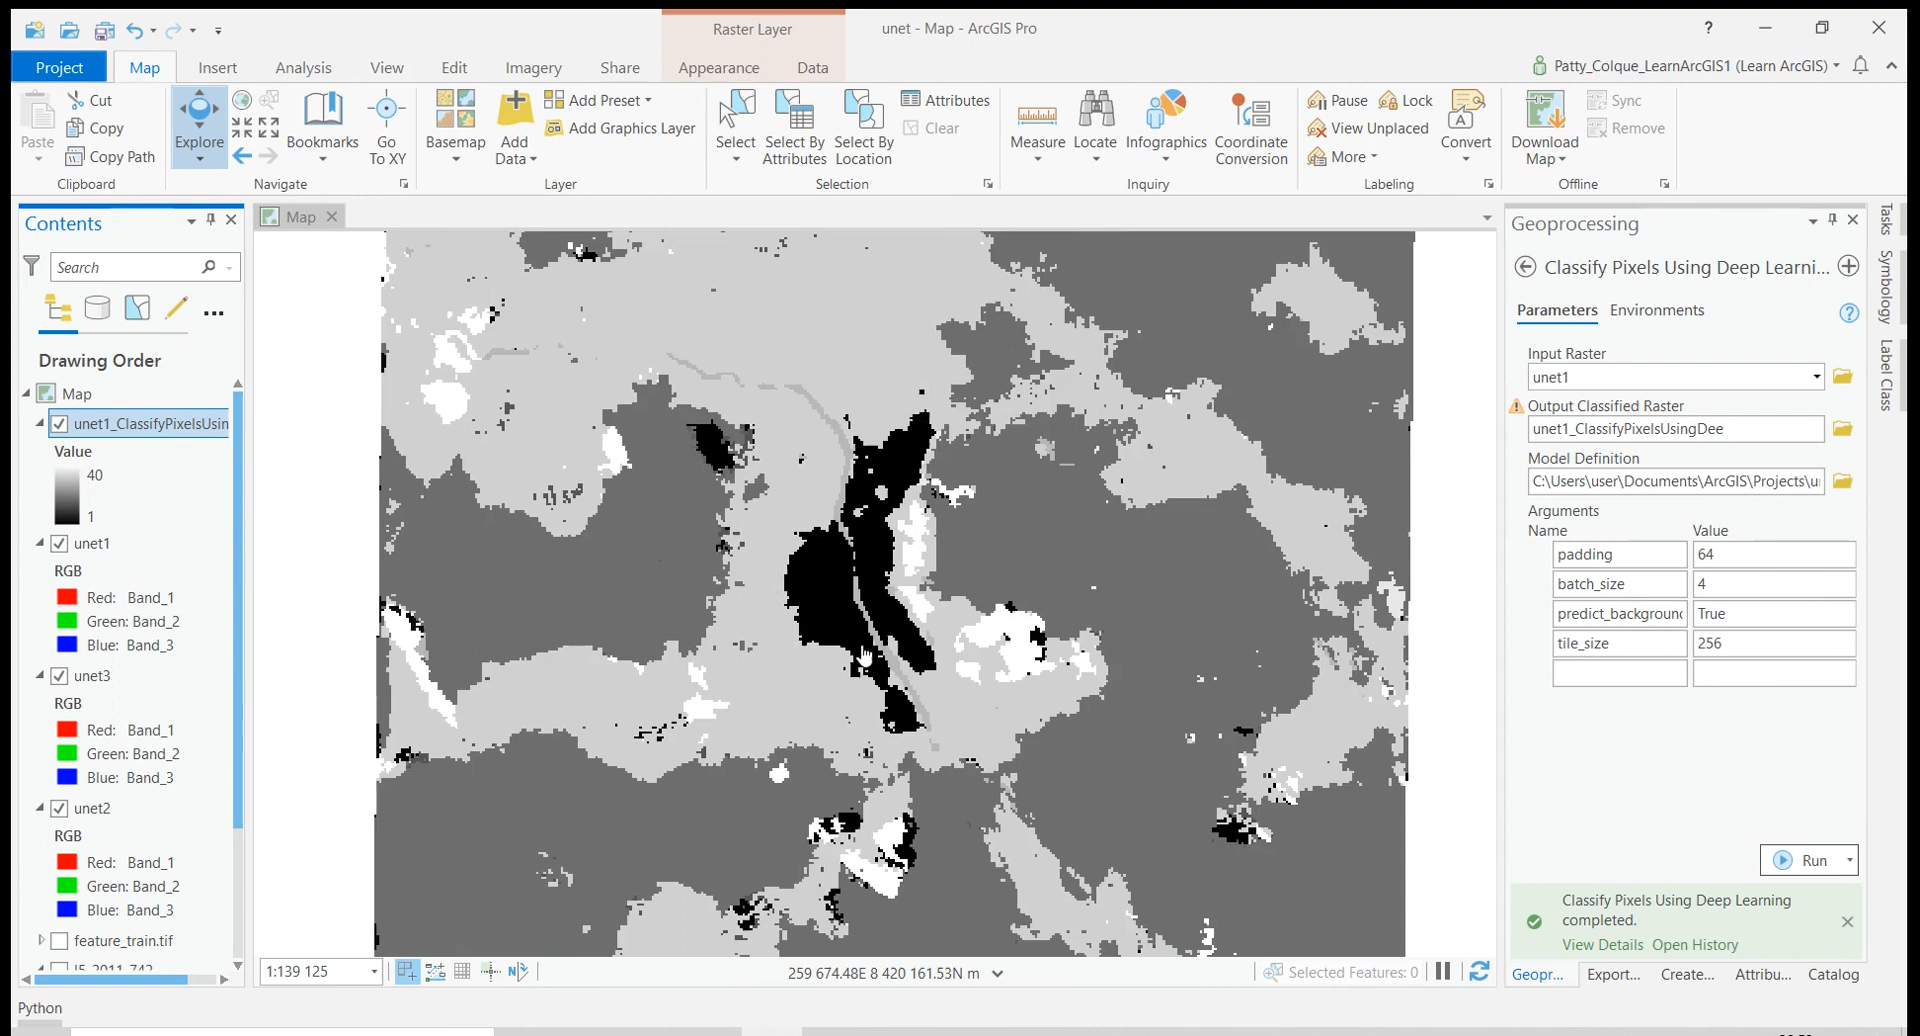 Raster Layer
unet - Map - ArcGIS Pro
?
Project
Map
Insert
Analysis
View
Edit
Imagery
Share
Appearance
Data
Patty_Colque_LearnArcGIS1 (Learn ArcGIS)
Paste
Cut
Copy
Copy Path
Clipboard
Explore
Bookmarks
Go
To XY
Navigate
Basemap
Add
Data
Add Preset
Add Graphics Layer
Layer
Select
Select By
Attributes
Select By
Location
Attributes
Clear
Selection
Measure
Locate
Infographics
Coordinate
Conversion
Inquiry
Pause
Lock
View Unplaced
More
Convert
Labeling
Download
Map
Sync
Remove
Offline
Contents
Search
Drawing Order
Map
unet1_ClassifyPixelsUsin
Value
40
1
unet1
RGB
Red: Band_1
Green: Band_2
Blue: Band_3
unet3
RGB
Red: Band_1
Green: Band_2
Blue: Band_3
unet2
RGB
Red: Band_1
Green: Band_2
Blue: Band_3
feature_train.tif
Map
1:139 125
259 674.48E 8 420 161.53N m
Selected Features: 0
Geoprocessing
Classify Pixels Using Deep Learni...
Parameters
Environments
Input Raster
unet1
Output Classified Raster
unet1_ClassifyPixelsUsingDee
Model Definition
C:\Users\user\Documents\ArcGIS\Projects\u
Arguments
Name Value
padding 64
batch_size 4
predict_background True
tile_size 256
Run
Classify Pixels Using Deep Learning
completed.
View Details Open History
Geopr...
Export...
Create...
Attribu...
Catalog
Tasks
Symbology
Label Class
Python